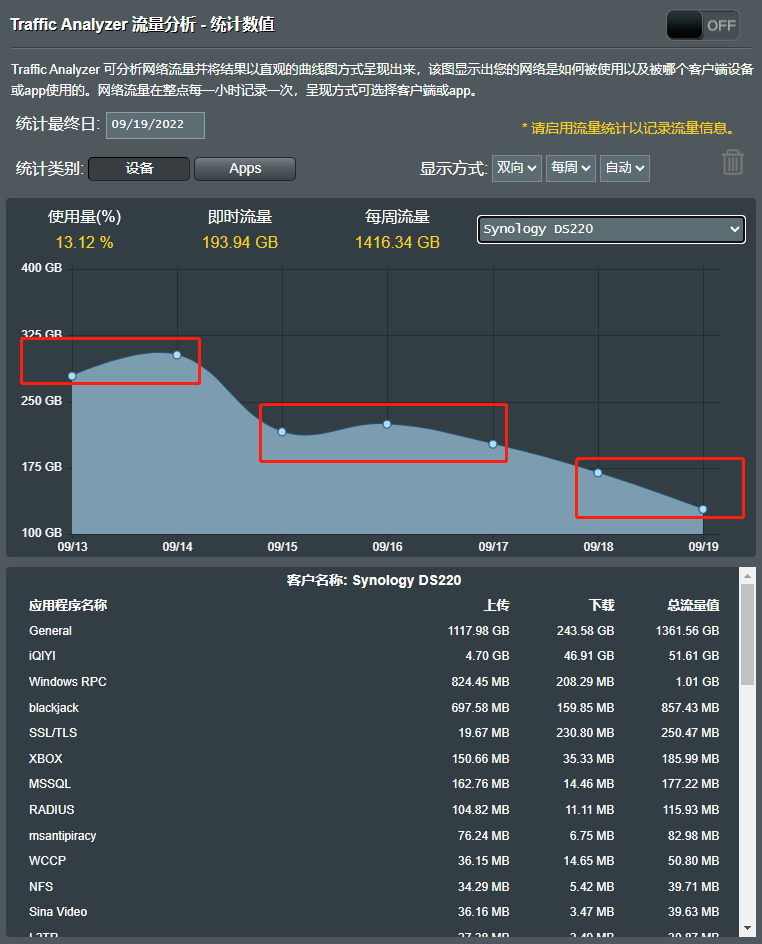 Traffic Analyzer 流量分析 - 统计数值
OFF
Traffic Analyzer 可分析网络流量并将结果以直观的曲线图方式呈现出来，该图显示出您的网络是如何被使用以及被哪个客户端设备
或app使用的。网络流量在整点每一小时记录一次，呈现方式可选择客户端或app。
统计最终日: 09/19/2022
* 请启用流量统计以记录流量信息。
统计类别: 设备 Apps 显示方式: 双向 每周 自动
使用量(%) 即时流量 每周流量
13.12 % 193.94 GB 1416.34 GB
Synology DS220
400 GB
325 GB
250 GB
175 GB
100 GB
09/13 09/14 09/15 09/16 09/17 09/18 09/19
客户名称: Synology DS220
应用程序名称 上传 下载 总流量值
General 1117.98 GB 243.58 GB 1361.56 GB
iQIYI 4.70 GB 46.91 GB 51.61 GB
Windows RPC 824.45 MB 208.29 MB 1.01 GB
blackjack 697.58 MB 159.85 MB 857.43 MB
SSL/TLS 19.67 MB 230.80 MB 250.47 MB
XBOX 150.66 MB 35.33 MB 185.99 MB
MSSQL 162.76 MB 14.46 MB 177.22 MB
RADIUS 104.82 MB 11.11 MB 115.93 MB
msantipiracy 76.24 MB 6.75 MB 82.98 MB
WCCP 36.15 MB 14.65 MB 50.80 MB
NFS 34.29 MB 5.42 MB 39.71 MB
Sina Video 36.16 MB 3.47 MB 39.63 MB